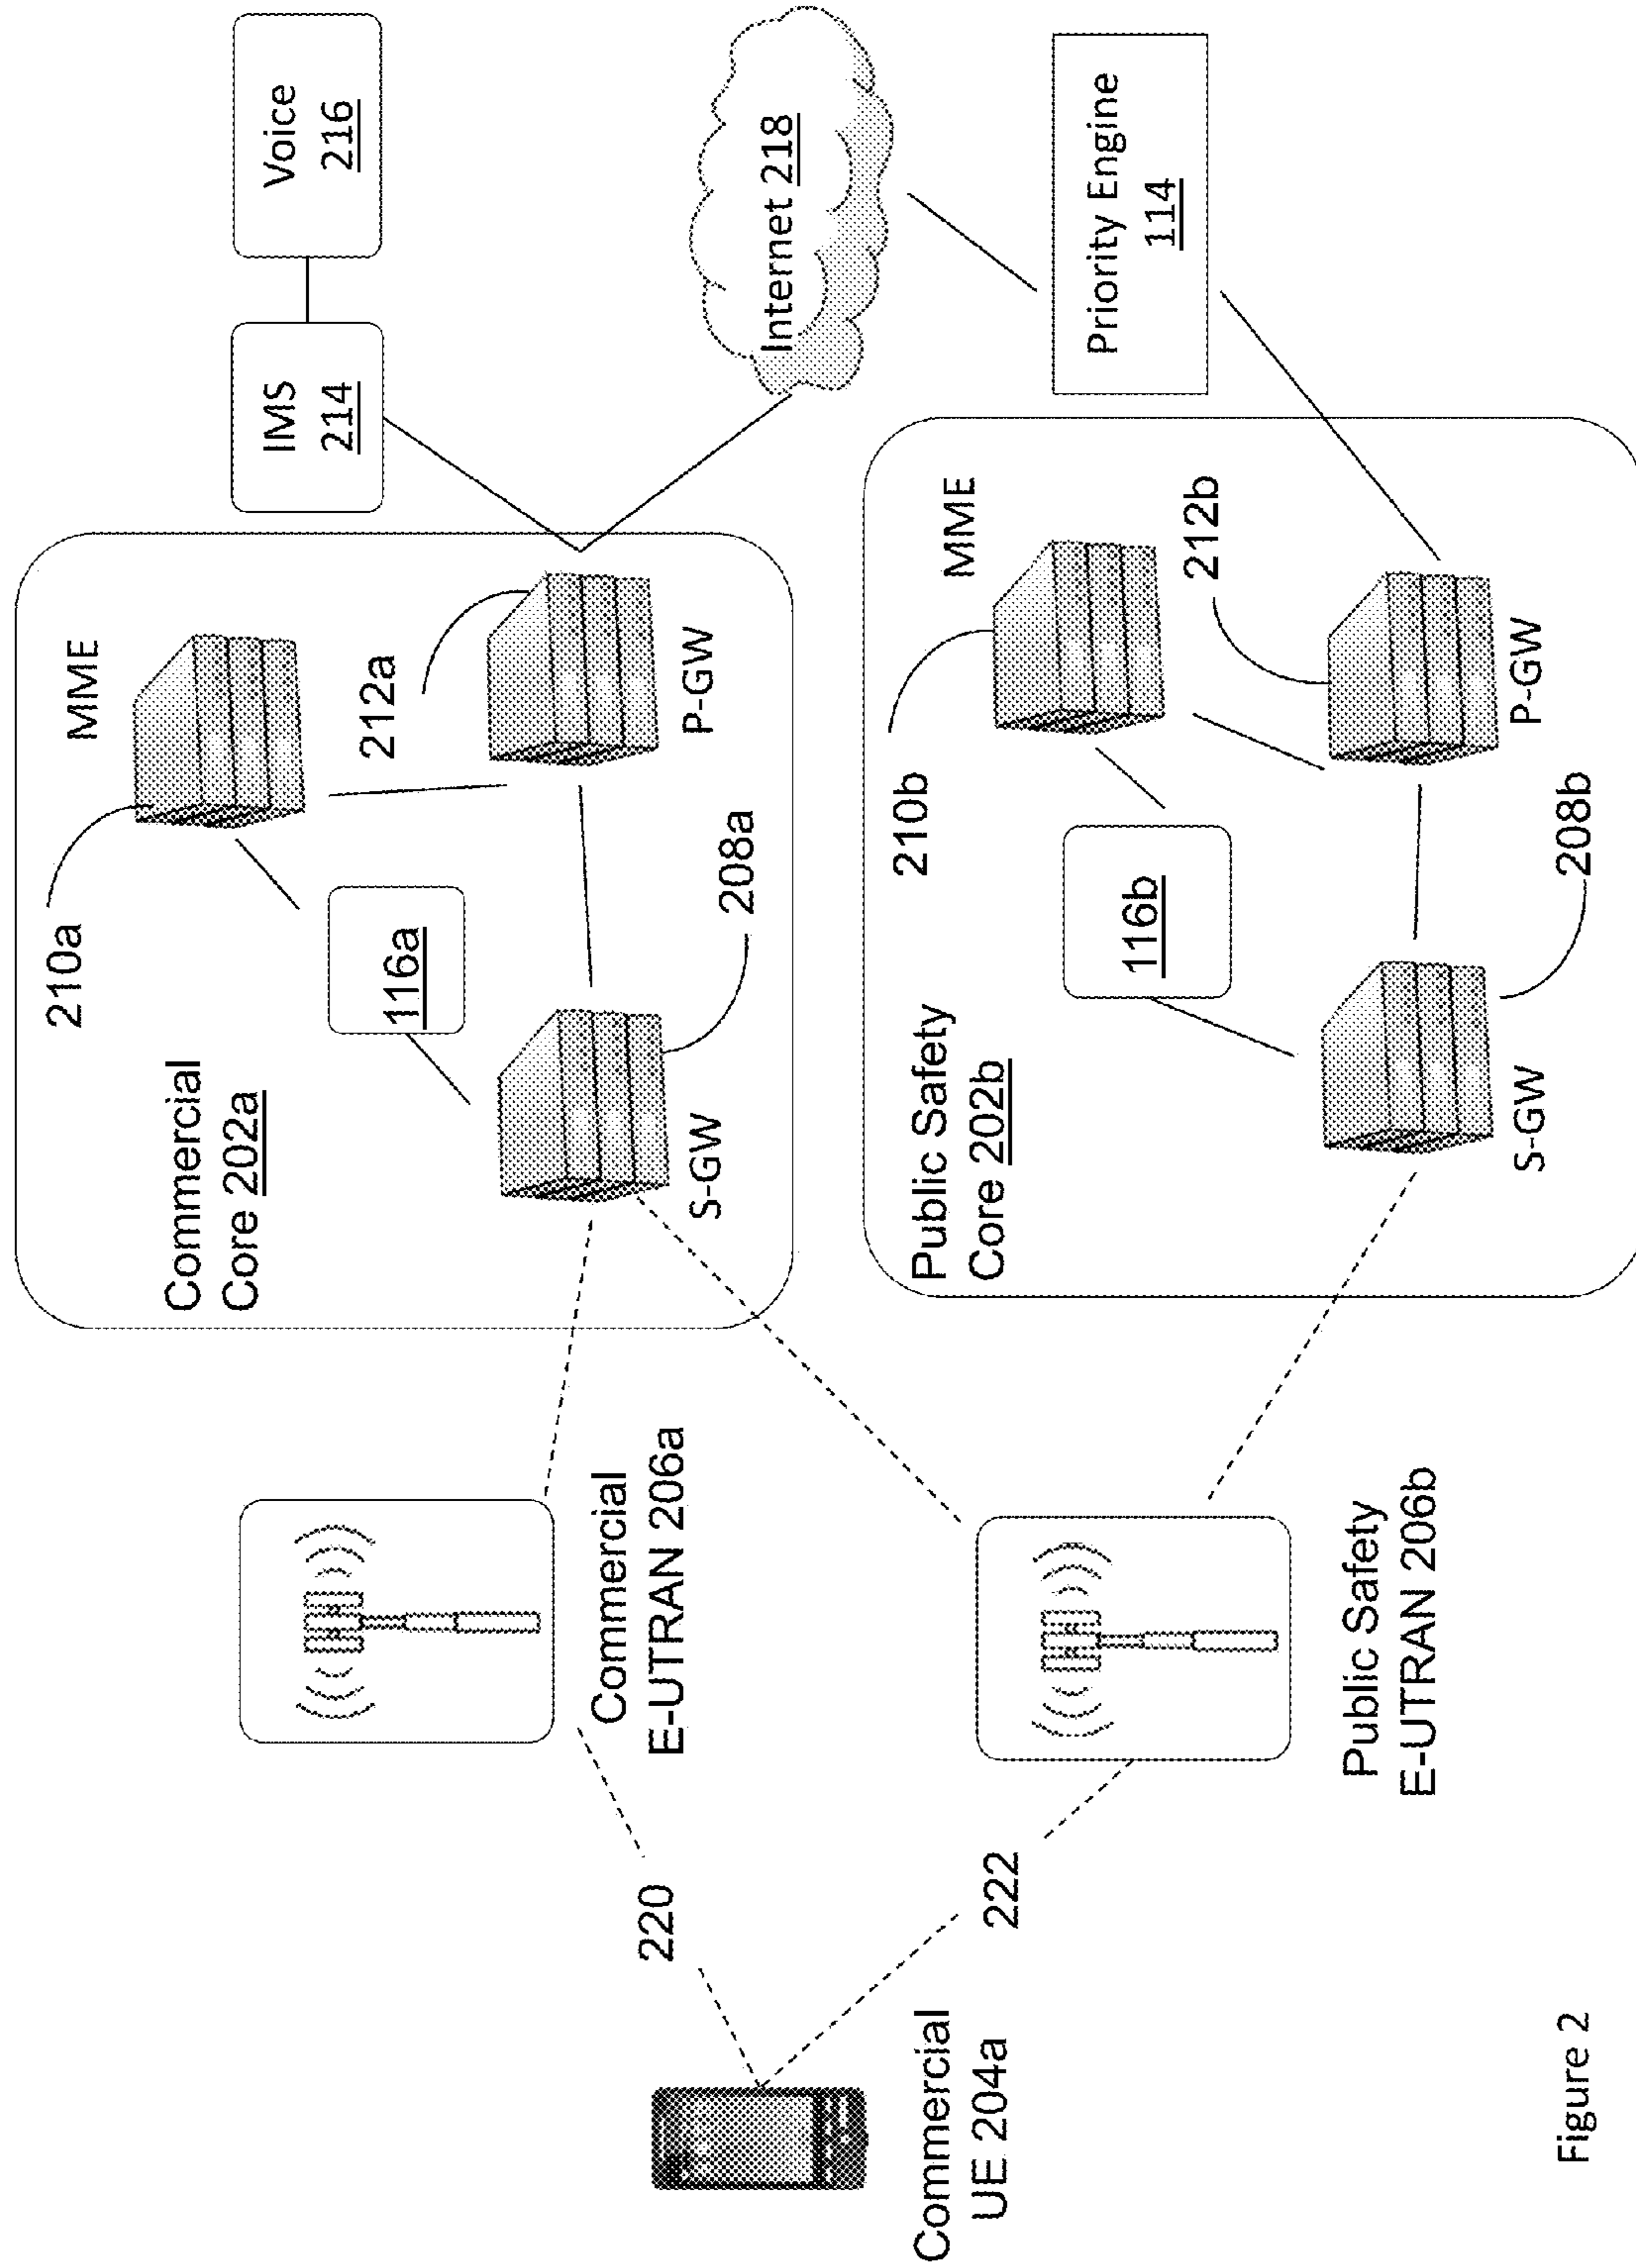 Commercial
UE 204a
220
222
Commercial
E-UTRAN 206a
Public Safety
E-UTRAN 206b
Commercial
Core 202a
210a
MME
116a
212a
S-GW
208a
P-GW
Public Safety
Core 202b
210b
MME
116b
212b
S-GW
208b
P-GW
IMS
214
Voice
216
Internet 218
Priority Engine
114
Figure 2